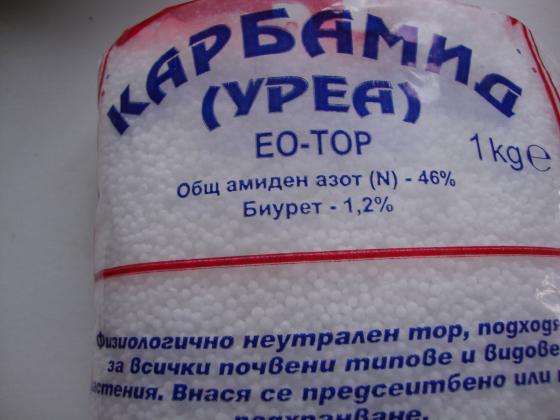 КАРБАМИД
(УРЕА)
ЕО-ТОР
1kg℮
Общ амиден азот (N) - 46%
Биурет - 1,2%
Физиологично неутрален тор,
за всички почвени типове и
Внася се предсеитбено или
подхранване.